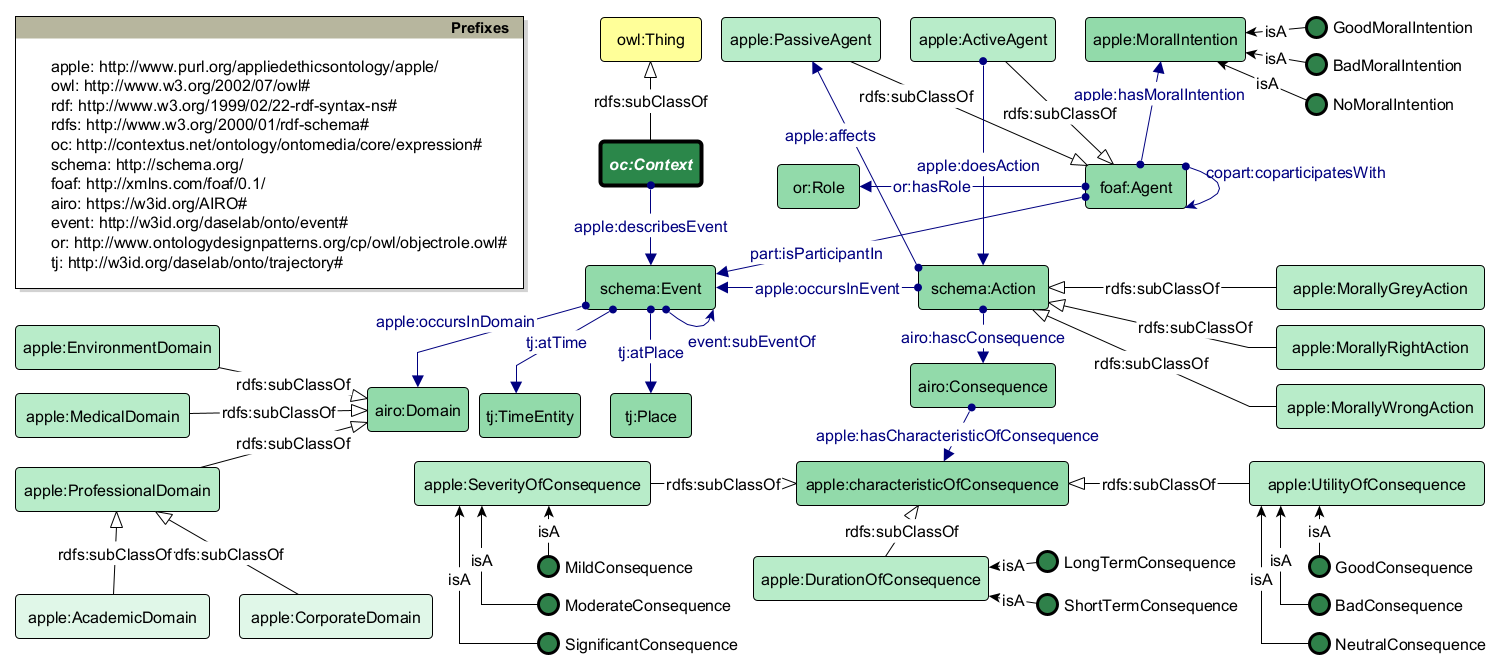 Prefixes
apple: http://www.purl.org/appliedethicsontology/apple/
owl: http://www.w3.org/2002/07/owl#
rdf: http://www.w3.org/1999/02/22-rdf-syntax-ns#
rdfs: http://www.w3.org/2000/01/rdf-schema#
oc: http://contextus.net/ontology/ontomedia/core/expression#
schema: http://schema.org/
foaf: http://xmlns.com/foaf/0.1/
airo: https://w3id.org/AIRO#
event: http://w3id.org/daselab/onto/event#
or: http://www.ontologydesignpatterns.org/cp/owl/objectrole.owl#
tj: http://w3id.org/daselab/onto/trajectory#
owl:Thing
apple:PassiveAgent
apple:ActiveAgent
apple:MoralIntention
isA
GoodMoralIntention
isA
BadMoralIntention
isA
NoMoralIntention
rdfs:subClassOf
rdfs:subClassOf
apple:hasMoralIntention
rdfs:subClassOf
apple:affects
oc:Context
apple:doesAction
or:Role
or:hasRole
foaf:Agent
copart:coparticipatesWith
apple:describesEvent
part:isParticipantIn
schema:Event
apple:occursInEvent
schema:Action
rdfs:subClassOf
apple:MorallyGreyAction
apple:occursInDomain
tj:atTime
tj:atPlace
event:subEventOf
airo:hascConsequence
rdfs:subClassOf
apple:MorallyRightAction
rdfs:subClassOf
apple:MorallyWrongAction
apple:EnvironmentDomain
rdfs:subClassOf
apple:MedicalDomain
rdfs:subClassOf
airo:Domain
tj:TimeEntity
tj:Place
airo:Consequence
rdfs:subClassOf
apple:hasCharacteristicOfConsequence
apple:ProfessionalDomain
apple:SeverityOfConsequence
rdfs:subClassOf
apple:characteristicOfConsequence
rdfs:subClassOf
apple:UtilityOfConsequence
rdfs:subClassOf
rdfs:subClassOf
rdfs:subClassOf
isA
isA
isA
MildConsequence
ModerateConsequence
SignificantConsequence
apple:DurationOfConsequence
isA
LongTermConsequence
isA
ShortTermConsequence
isA
isA
isA
GoodConsequence
BadConsequence
NeutralConsequence
apple:AcademicDomain
apple:CorporateDomain